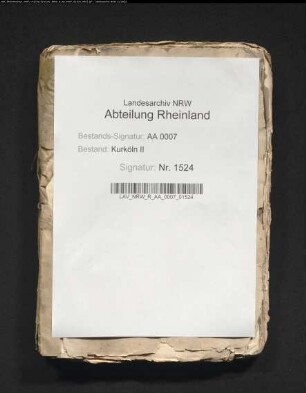 Landesarchiv NRW
Abteilung Rheinland
Bestands-Signatur: AA 0007
Bestand: Kurköln II
Signatur: Nr. 1524
LAV_NRW_R_AA_0007_01524